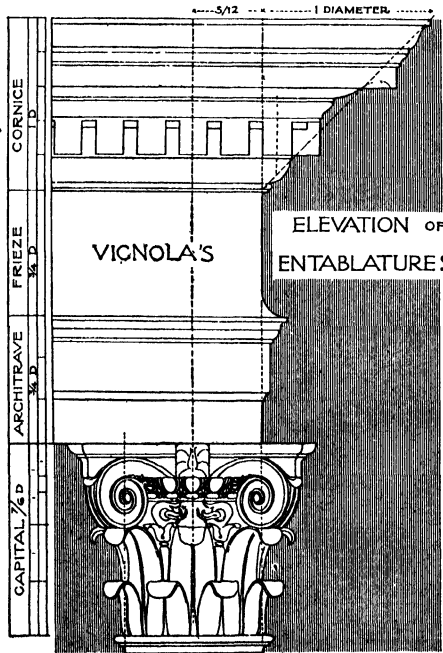 5/12 1 DIAMETER
CORNICE
D
FRIEZE
¾ D
VIGNOLA'S
ELEVATION OF
ENTABLATURES
ARCHITRAVE
¾ D
CAPITAL 7/6 D